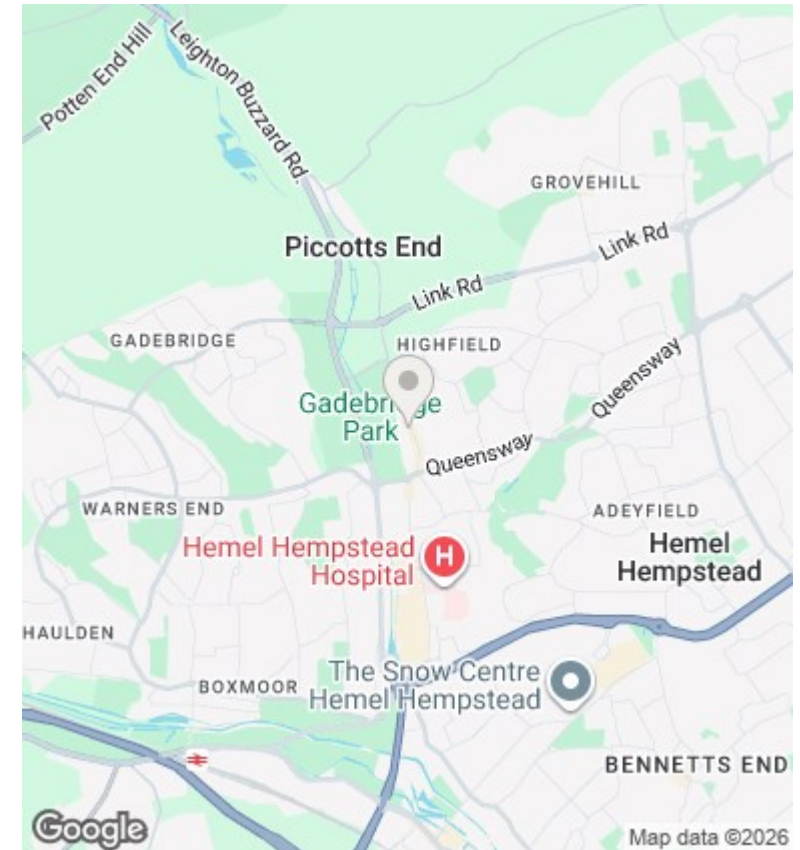 Potten End Hill
Leighton Buzzard Rd.
GROVEHILL
Piccotts End
Link Rd
Link Rd
GADEBRIDGE
HIGHFIELD
Gadebridge
Park
Queensway
Queensway
WARNERS END
ADEYFIELD
Hemel Hempstead
Hospital
H
Hemel
Hempstead
HAULDEN
The Snow Centre
Hemel Hempstead
BOXMOOR
BENNETTS END
Google
Map data ©2026